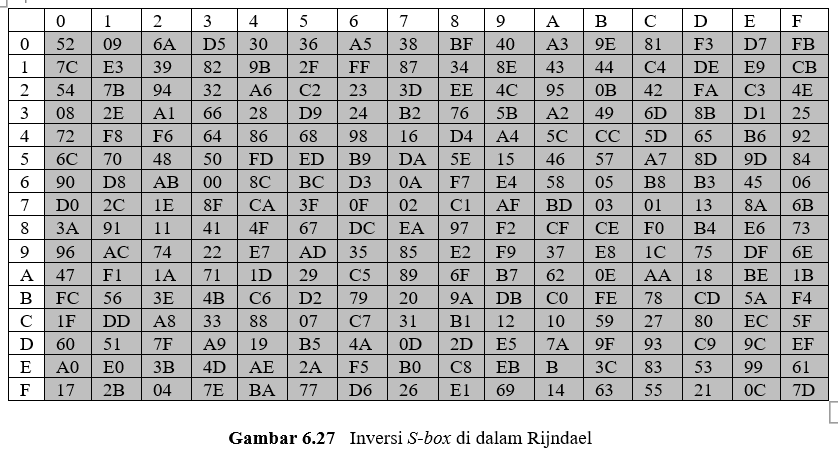 0 1 2 3 4 5 6 7 8 9 A B C D E F
0 52 09 6A D5 30 36 A5 38 BF 40 A3 9E 81 F3 D7 FB
1 7C E3 39 82 9B 2F FF 87 34 8E 43 44 C4 DE E9 CB
2 54 7B 94 32 A6 C2 23 3D EE 4C 95 0B 42 FA C3 4E
3 08 2E A1 66 28 D9 24 B2 76 5B A2 49 6D 8B D1 25
4 72 F8 F6 64 86 68 98 16 D4 A4 5C CC 5D 65 B6 92
5 6C 70 48 50 FD ED B9 DA 5E 15 46 57 A7 8D 9D 84
6 90 D8 AB 00 8C BC D3 0A F7 E4 58 05 B8 B3 45 06
7 D0 2C 1E 8F CA 3F 0F 02 C1 AF BD 03 01 13 8A 6B
8 3A 91 11 41 4F 67 DC EA 97 F2 CF CE F0 B4 E6 73
9 96 AC 74 22 E7 AD 35 85 E2 F9 37 E8 1C 75 DF 6E
A 47 F1 1A 71 1D 29 C5 89 6F B7 62 0E AA 18 BE 1B
B FC 56 3E 4B C6 D2 79 20 9A DB C0 FE 78 CD 5A F4
C 1F DD A8 33 88 07 C7 31 B1 12 10 59 27 80 EC 5F
D 60 51 7F A9 19 B5 4A 0D 2D E5 7A 9F 93 C9 9C EF
E A0 E0 3B 4D AE 2A F5 B0 C8 EB B 3C 83 53 99 61
F 17 2B 04 7E BA 77 D6 26 E1 69 14 63 55 21 0C 7D
Gambar 6.27 Inversi S-box di dalam Rijndael